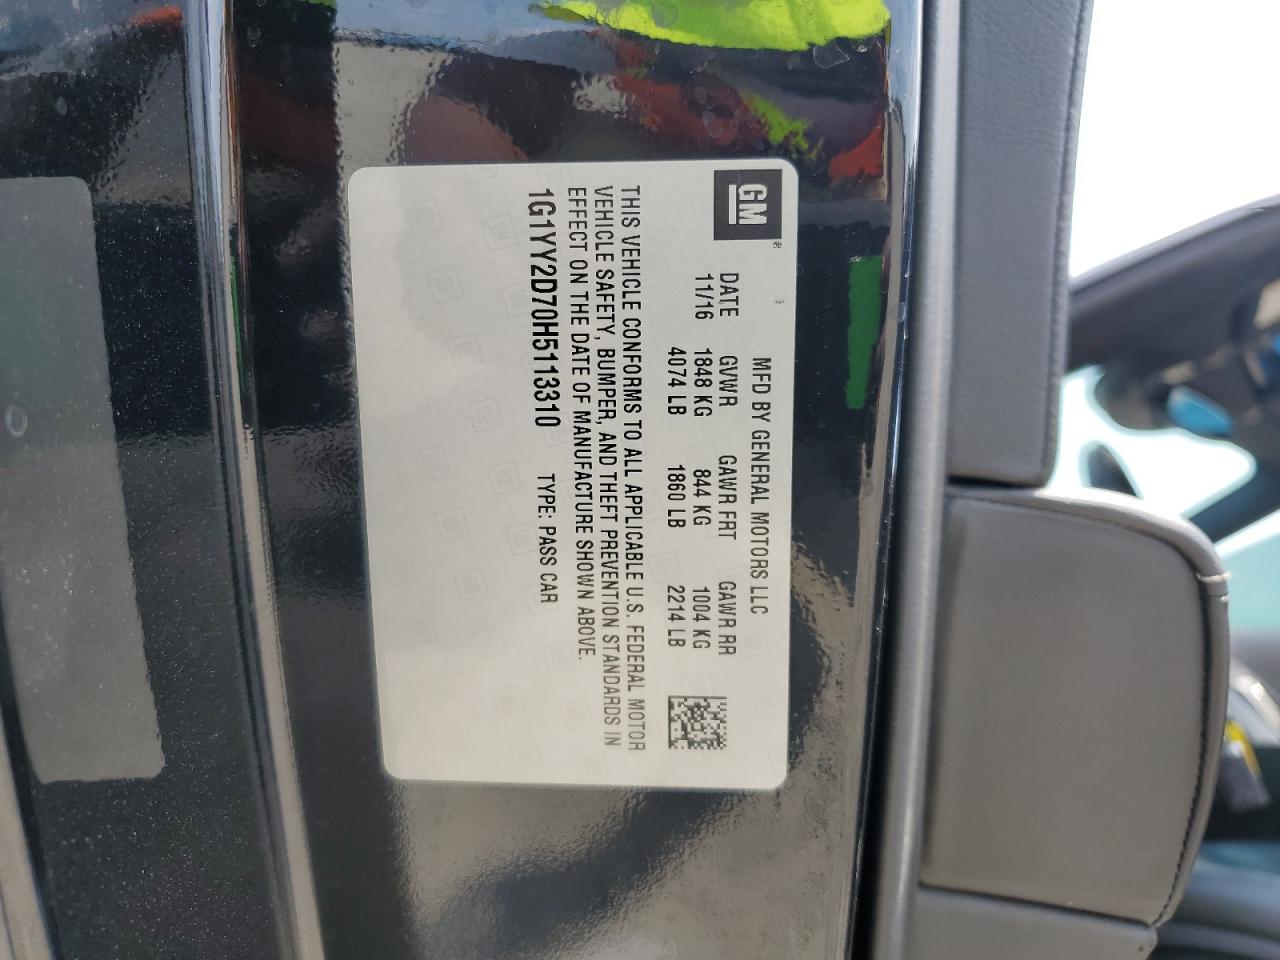 GM
MFD BY GENERAL MOTORS LLC
DATE GVWR GAWR FRT GAWR RR
11/16 1848 KG 844 KG 1004 KG
4074 LB 1860 LB 2214 LB
THIS VEHICLE CONFORMS TO ALL APPLICABLE U.S. FEDERAL MOTOR
VEHICLE SAFETY, BUMPER, AND THEFT PREVENTION STANDARDS IN
EFFECT ON THE DATE OF MANUFACTURE SHOWN ABOVE.
1G1YY2D70H5113310 TYPE: PASS CAR